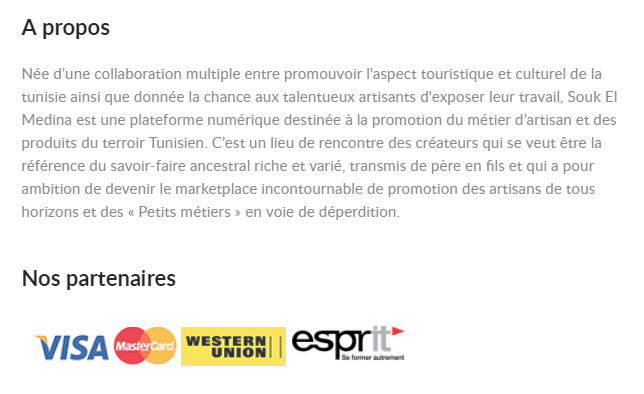 A propos
Née d'une collaboration multiple entre promouvoir l'aspect touristique et culturel de la
tunisie ainsi que donnée la chance aux talentueux artisants d'exposer leur travail, Souk El
Medina est une plateforme numérique destinée à la promotion du métier d'artisan et des
produits du terroir Tunisien. C'est un lieu de rencontre des créateurs qui se veut être la
référence du savoir-faire ancestral riche et varié, transmis de père en fils et qui a pour
ambition de devenir le marketplace incontournable de promotion des artisans de tous
horizons et des « Petits métiers » en voie de déperdition.
Nos partenaires
VISA MasterCard WESTERN UNION esprit
Se former autrement